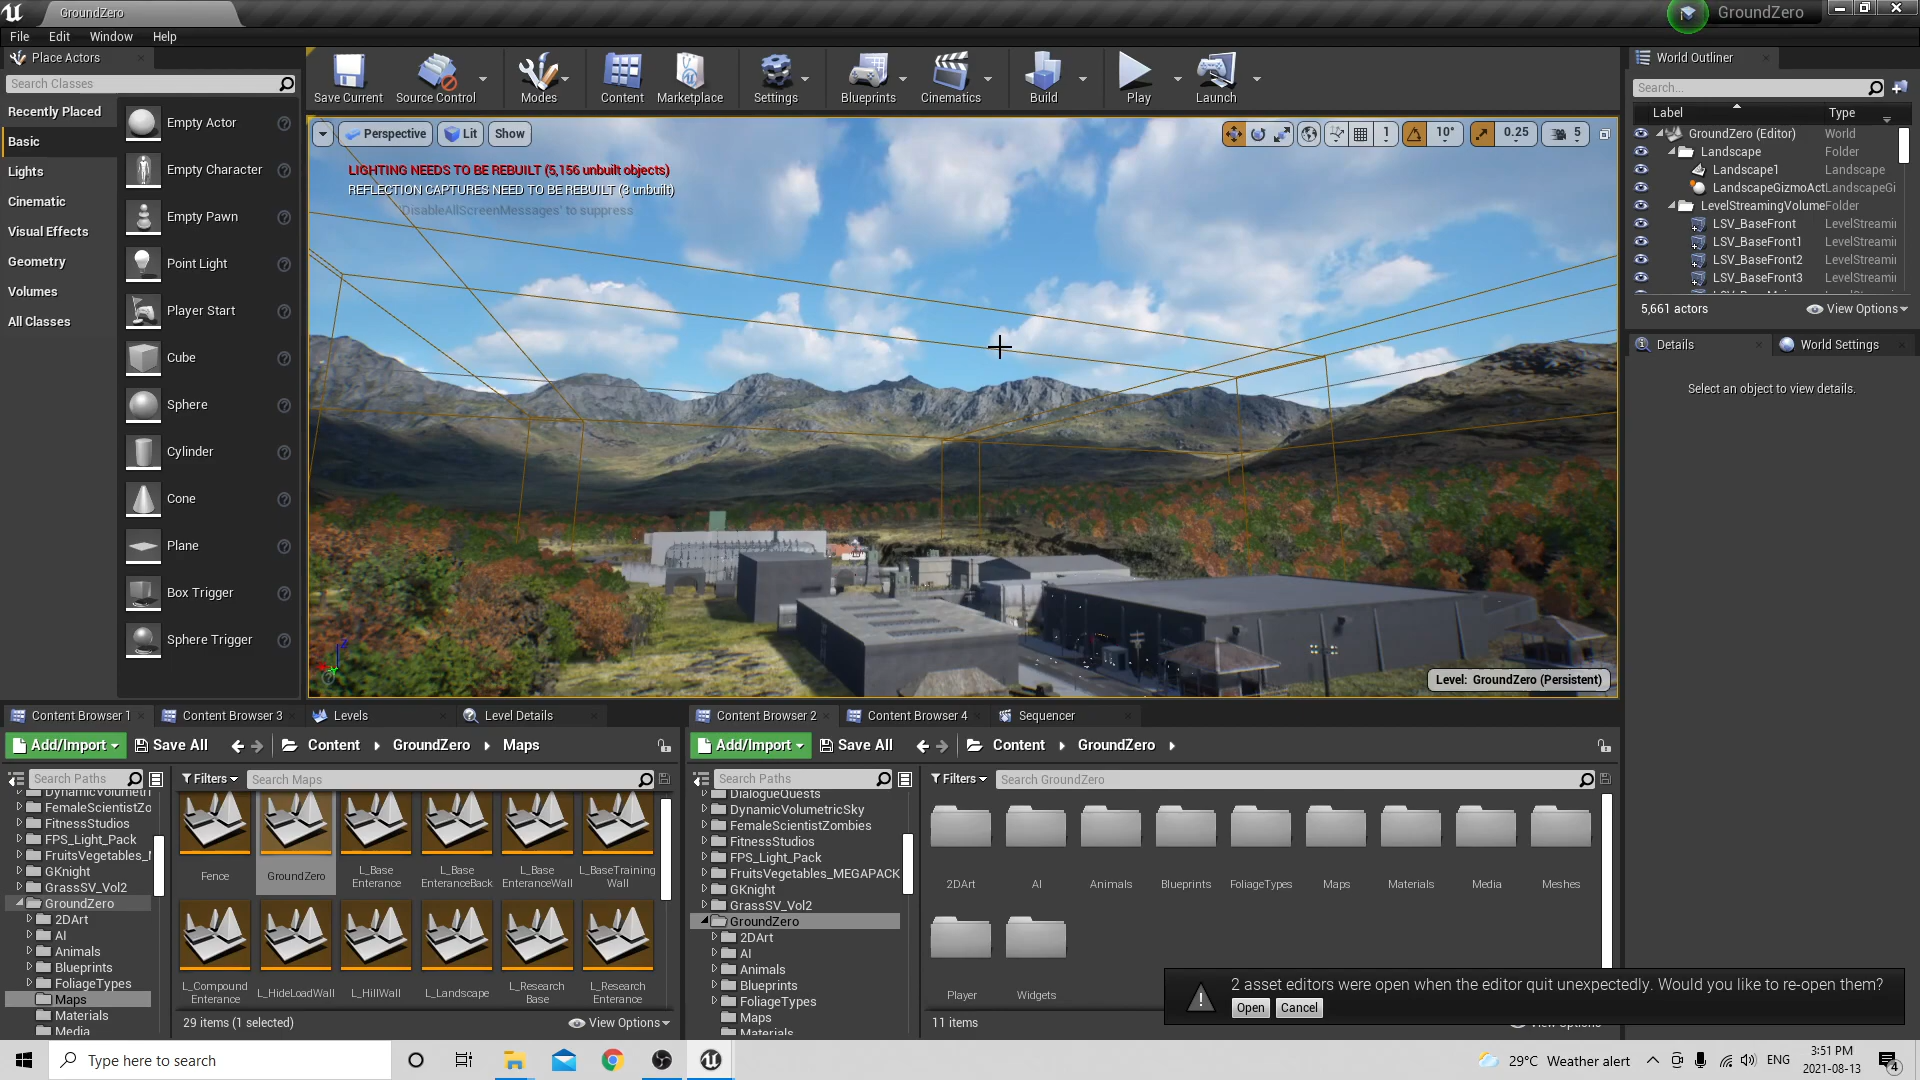 GroundZero
GroundZero
File Edit Window Help
Place Actors
Search Classes
Recently Placed
Basic
Lights
Cinematic
Visual Effects
Geometry
Volumes
All Classes
Empty Actor
Empty Character
Empty Pawn
Point Light
Player Start
Cube
Sphere
Cylinder
Cone
Plane
Box Trigger
Sphere Trigger
Save Current
Source Control
Modes
Content
Marketplace
Settings
Blueprints
Cinematics
Build
Play
Launch
Perspective Lit Show
1 10° 0.25 5
LIGHTING NEEDS TO BE REBUILT (5,156 unbuilt objects)
REFLECTION CAPTURES NEED TO BE REBUILT (3 unbuilt)
'DisableAllScreenMessages' to suppress
Level: GroundZero (Persistent)
World Outliner
Search...
Label Type
GroundZero (Editor) World
Landscape Folder
Landscape1 Landscape
LandscapeGizmoAct LandscapeGi
LevelStreamingVolume Folder
LSV_BaseFront LevelStreami
LSV_BaseFront1 LevelStreami
LSV_BaseFront2 LevelStreami
LSV_BaseFront3 LevelStreami
5,661 actors View Options
Details World Settings
Select an object to view details.
Content Browser 1 Content Browser 3 Levels Level Details
Add/Import Save All Content GroundZero Maps
Search Paths
Filters Search Maps
DynamicVolumetri
FemaleScientistZo
FitnessStudios
FPS_Light_Pack
FruitsVegetables_
GKnight
GrassSV_Vol2
GroundZero
2DArt
AI
Animals
Blueprints
FoliageTypes
Maps
Materials
Media
Fence
GroundZero
L_Base Enterance
L_Base EnteranceBack
L_Base EnteranceWall
L_BaseTraining Wall
L_Compound Enterance
L_HideLoadWall
L_HillWall
L_Landscape
L_Research Base
L_Research Enterance
29 items (1 selected) View Options
Content Browser 2 Content Browser 4 Sequencer
Add/Import Save All Content GroundZero
Search Paths
Filters Search GroundZero
DialogueQuests
DynamicVolumetricSky
FemaleScientistZombies
FitnessStudios
FPS_Light_Pack
FruitsVegetables_MEGAPACK
GKnight
GrassSV_Vol2
GroundZero
2DArt
AI
Animals
Blueprints
FoliageTypes
Maps
Materials
2DArt
AI
Animals
Blueprints
FoliageTypes
Maps
Materials
Media
Meshes
Player
Widgets
11 items View Options
2 asset editors were open when the editor quit unexpectedly. Would you like to re-open them?
Open Cancel
Type here to search
29°C Weather alert
ENG
3:51 PM
2021-08-13
4